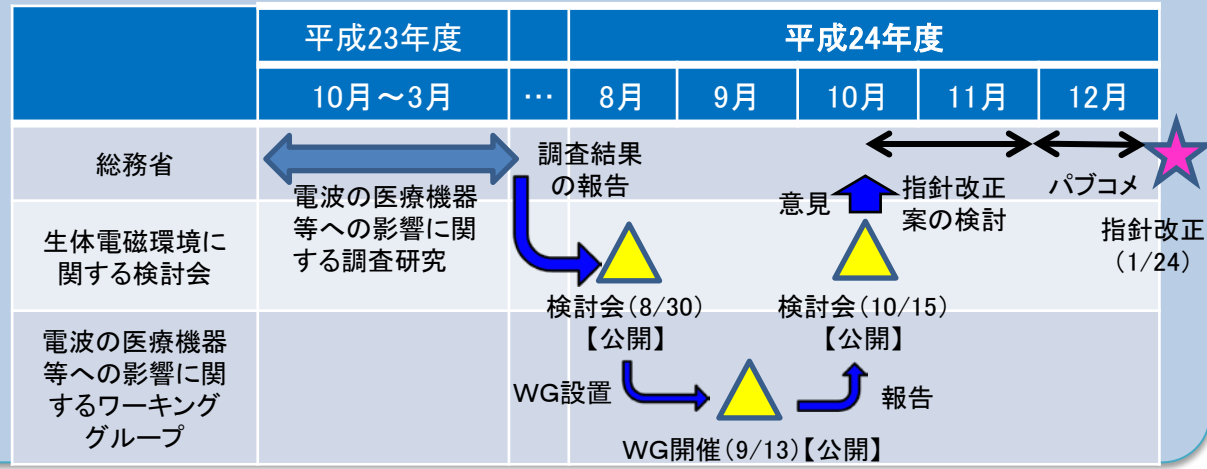 平成23年度
平成24年度
10月～3月
…
8月
9月
10月
11月
12月
総務省
電波の医療機器
等への影響に関
する調査研究
調査結果
の報告
意見
指針改正
案の検討
パブコメ
指針改正
(1/24)
生体電磁環境に
関する検討会
検討会(8/30)
【公開】
検討会(10/15)
【公開】
電波の医療機器
等への影響に関
するワーキング
グループ
WG設置
報告
WG開催(9/13)【公開】